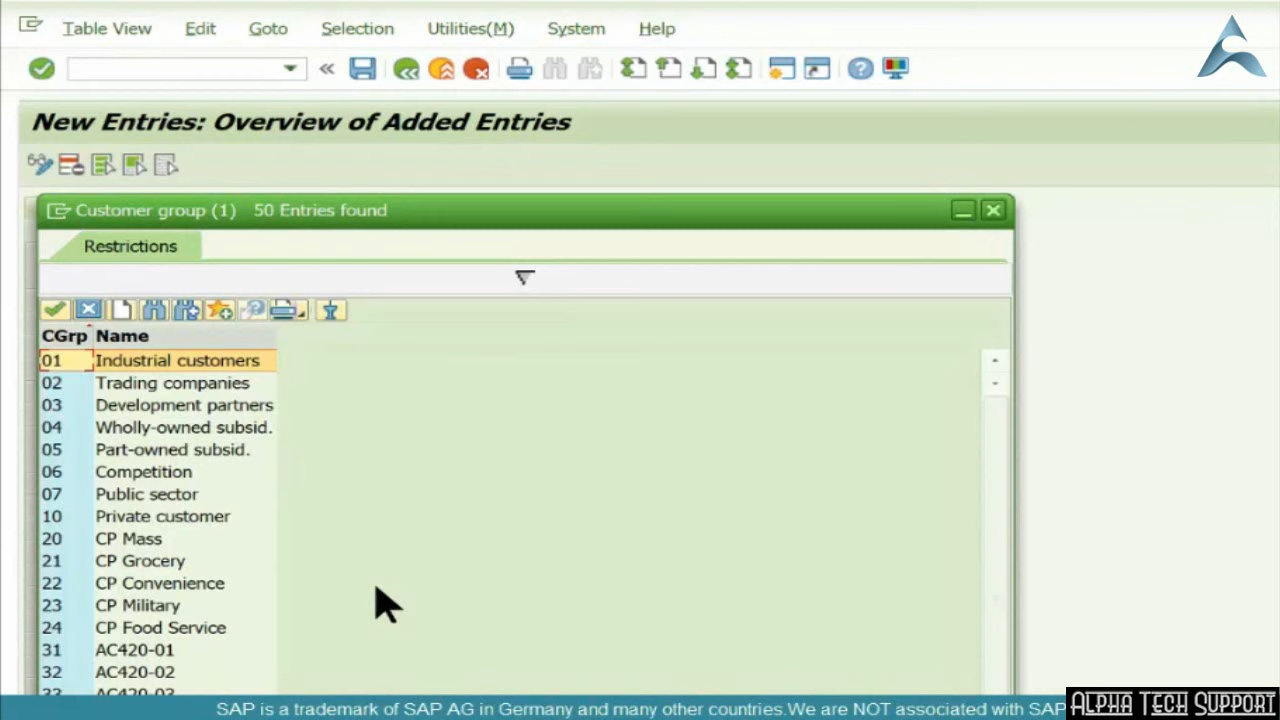 Table View Edit Goto Selection Utilities(M) System Help
New Entries: Overview of Added Entries
Customer group (1) 50 Entries found
Restrictions
CGrp Name
01 Industrial customers
02 Trading companies
03 Development partners
04 Wholly-owned subsid.
05 Part-owned subsid.
06 Competition
07 Public sector
10 Private customer
20 CP Mass
21 CP Grocery
22 CP Convenience
23 CP Military
24 CP Food Service
31 AC420-01
32 AC420-02
33 AC420-03
SAP is a trademark of SAP AG in Germany and many other countries.We are NOT associated with SAP
ALPHA TECH SUPPORT